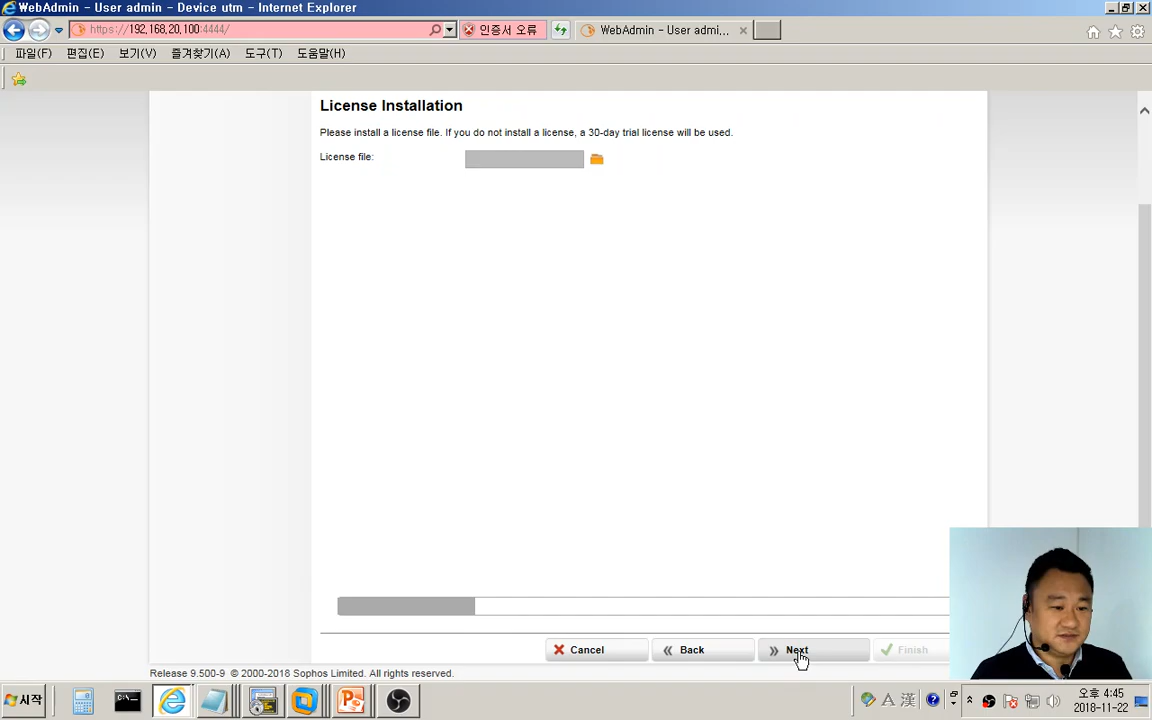 WebAdmin - User admin - Device utm - Internet Explorer
https://192.168.20.100:4444/
인증서 오류
WebAdmin - User admi...
파일(F) 편집(E) 보기(V) 즐겨찾기(A) 도구(T) 도움말(H)
License Installation
Please install a license file. If you do not install a license, a 30-day trial license will be used.
License file:
Cancel
Back
Next
Finish
Release 9.500-9 © 2000-2018 Sophos Limited. All rights reserved.
시작
A 漢
오후 4:45
2018-11-22